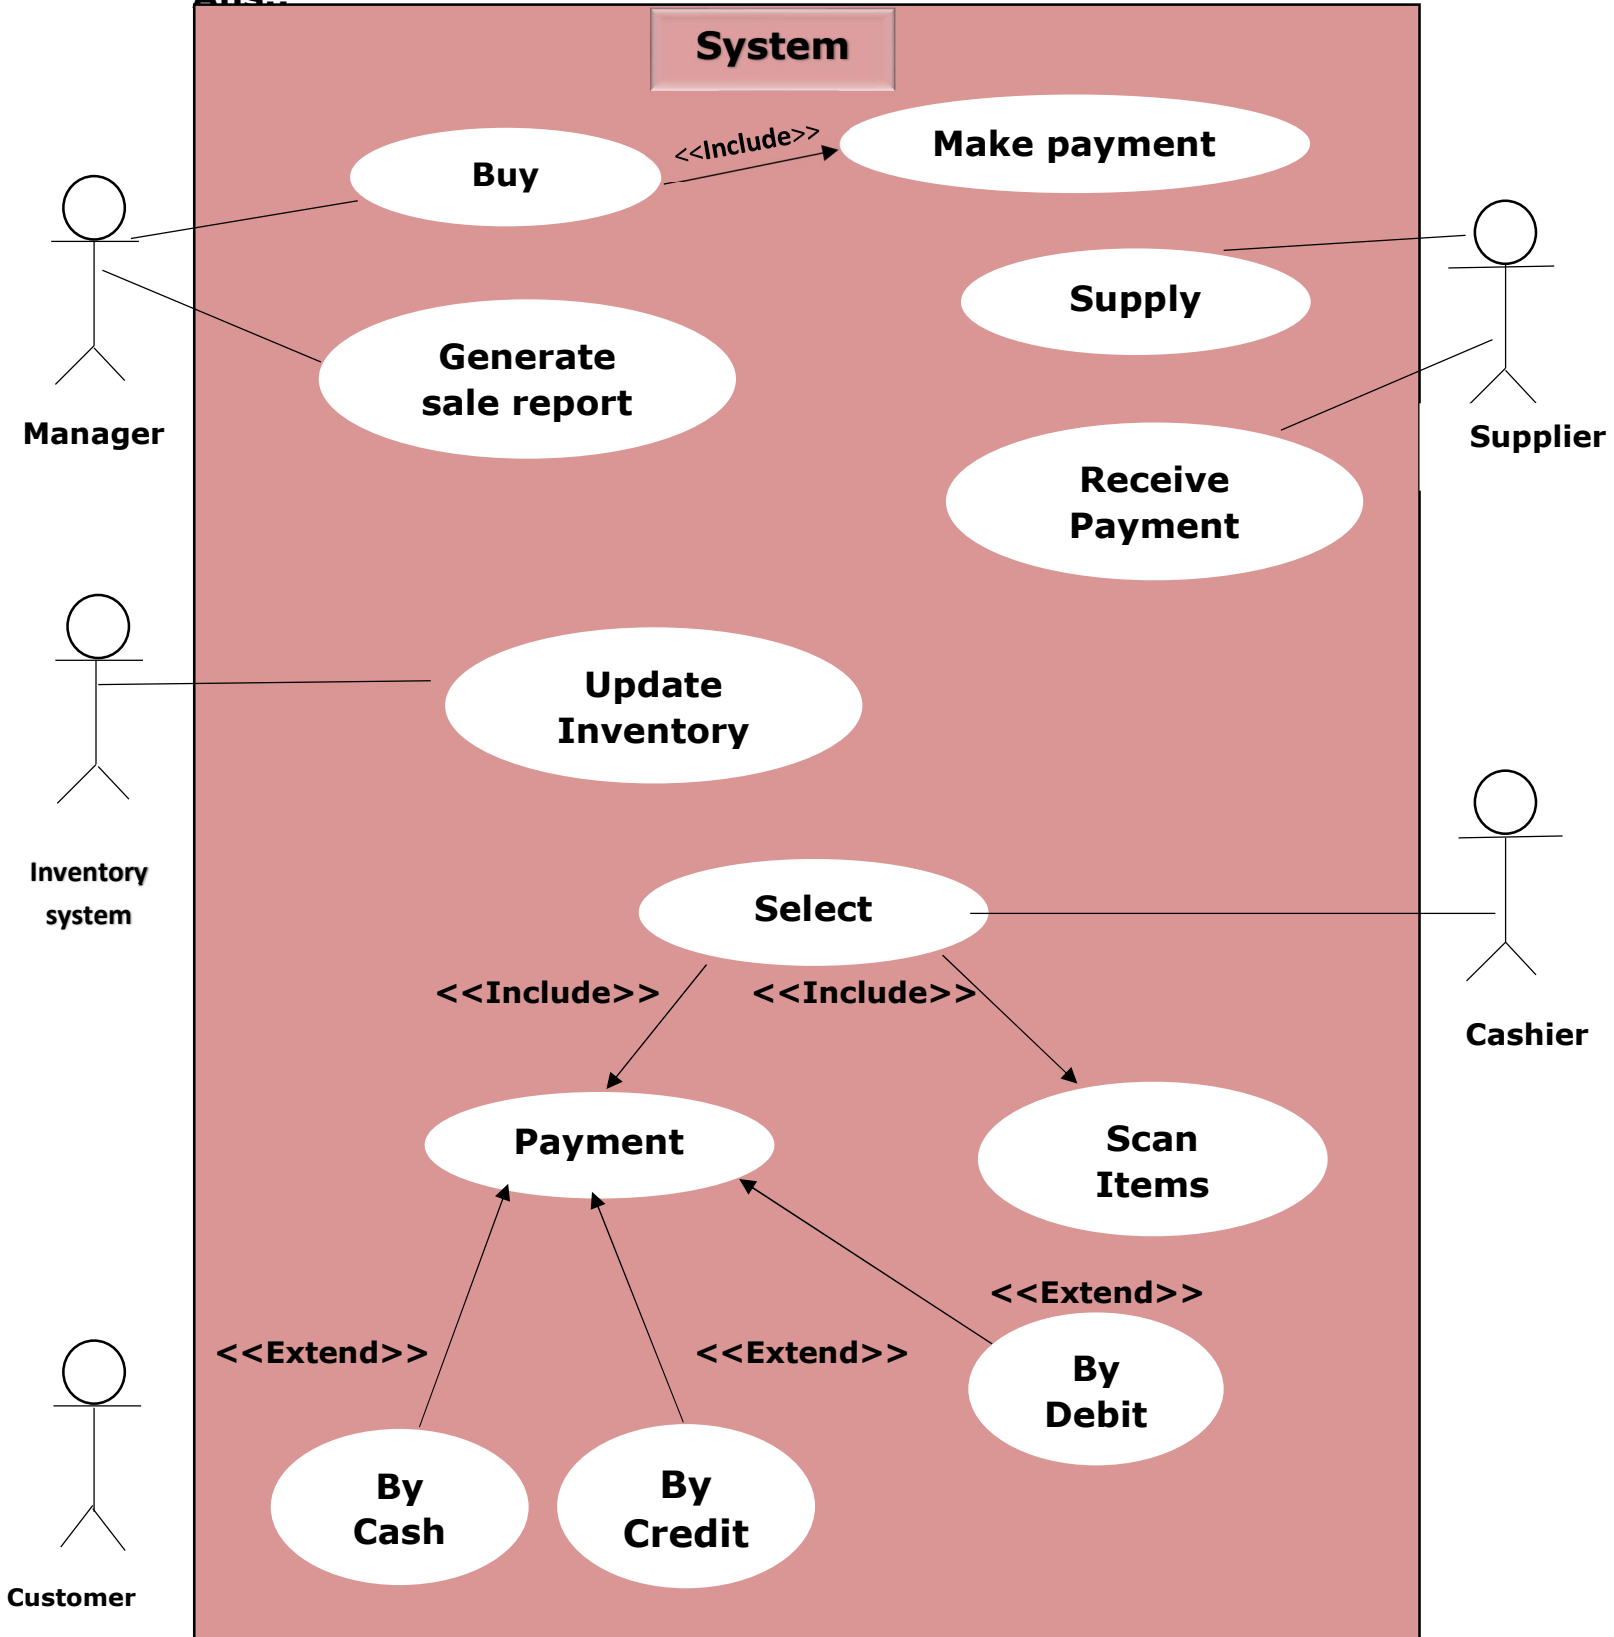 System
Buy
<<Include>>
Make payment
Supply
Generate
sale report
Manager
Supplier
Receive
Payment
Update
Inventory
Inventory
system
Select
<<Include>>
<<Include>>
Cashier
Payment
Scan
Items
<<Extend>>
<<Extend>>
<<Extend>>
By
Debit
By
Cash
By
Credit
Customer